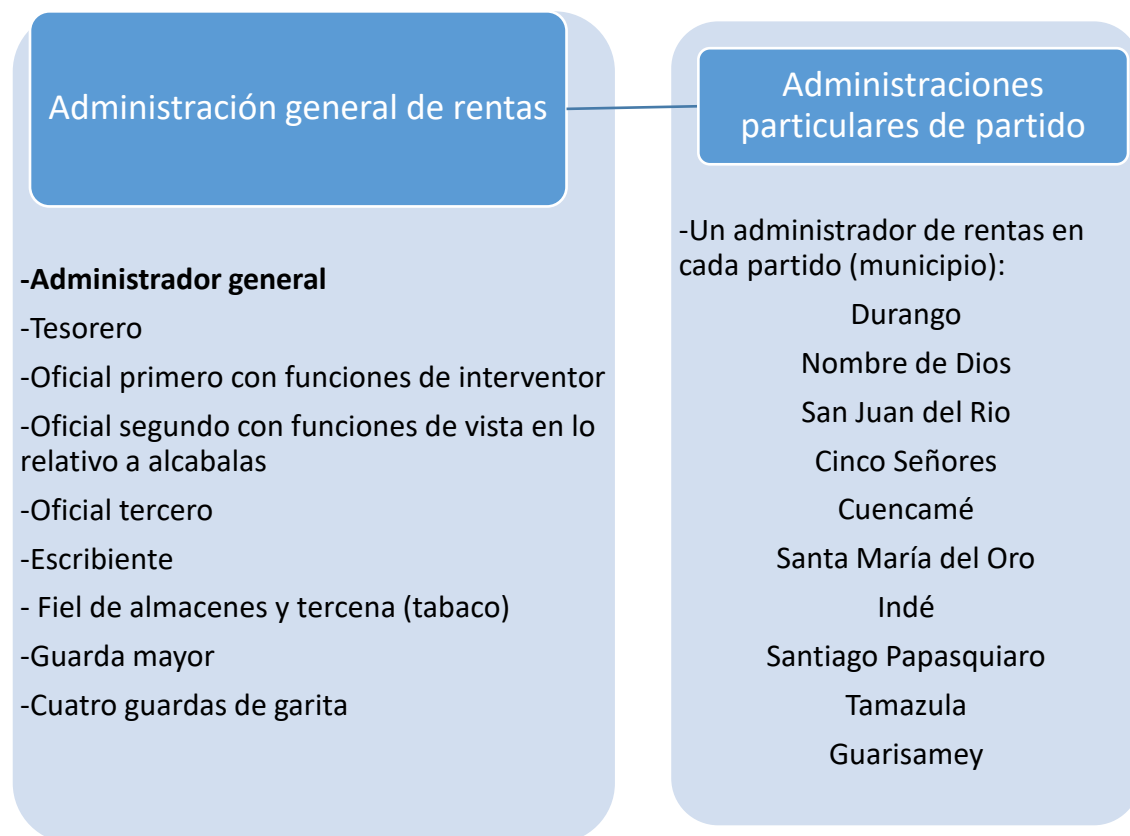 Administración general de rentas
-Administrador general
-Tesorero
-Oficial primero con funciones de interventor
-Oficial segundo con funciones de vista en lo
relativo a alcabalas
-Oficial tercero
-Escribiente
- Fiel de almacenes y tercena (tabaco)
-Guarda mayor
-Cuatro guardas de garita
Administraciones
particulares de partido
-Un administrador de rentas en
cada partido (municipio):
Durango
Nombre de Dios
San Juan del Rio
Cinco Señores
Cuencamé
Santa María del Oro
Indé
Santiago Papasquiaro
Tamazula
Guarisamey